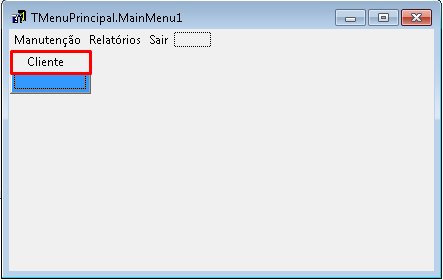 TMenuPrincipal.MainMenu1
Manutenção Relatórios Sair
Cliente